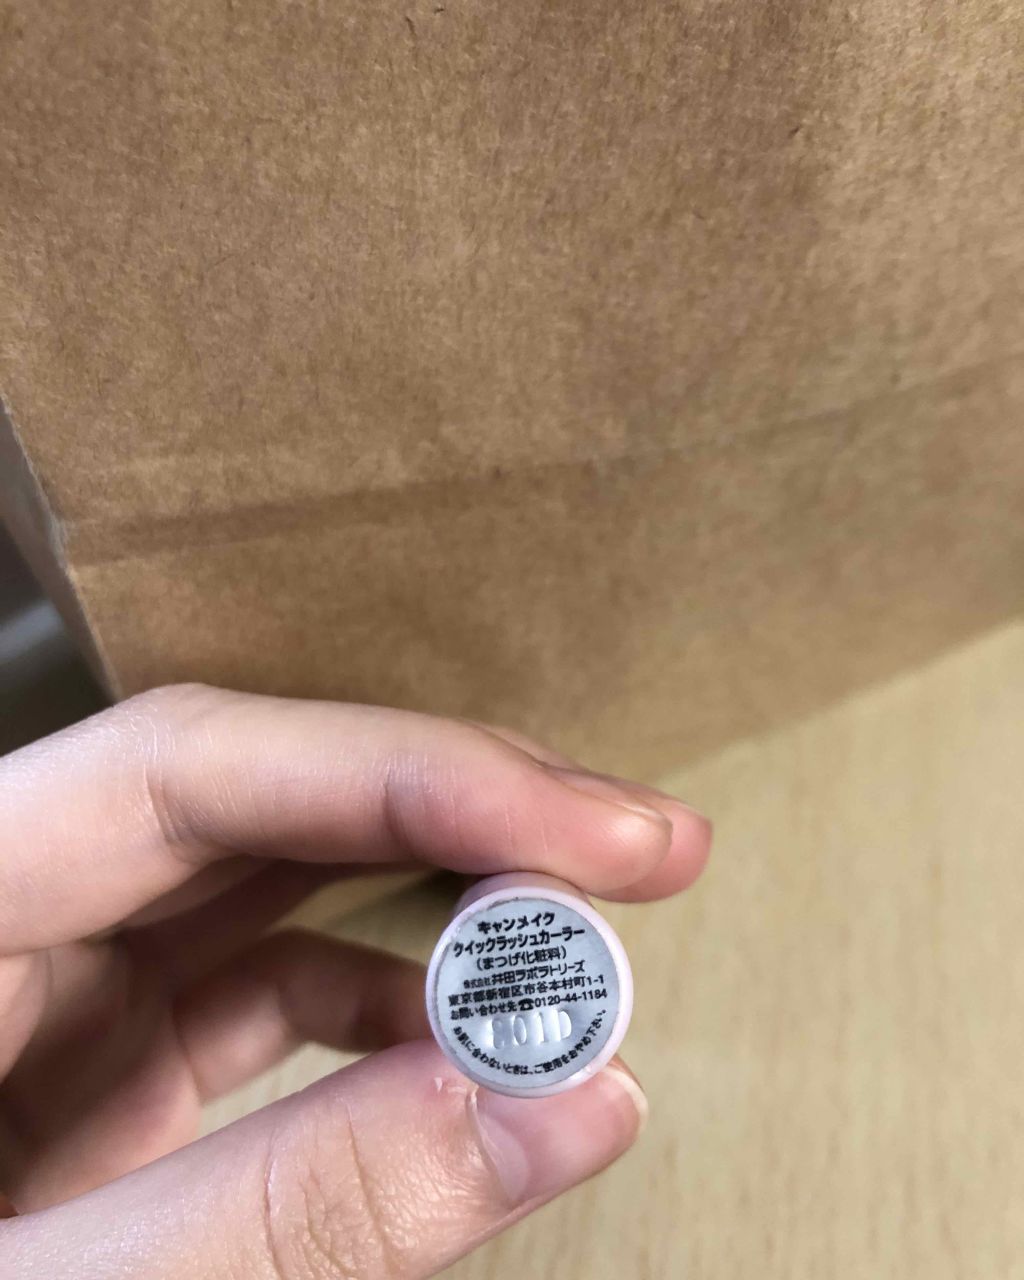 キャンメイク
クイックラッシュカーラー
(まつげ化粧料)
株式会社井田ラボラトリーズ
東京都新宿区市谷本村町1-1
お問い合わせ先☎0120-44-1184
801D
お肌に合わないときは、ご使用をおやめ下さい。